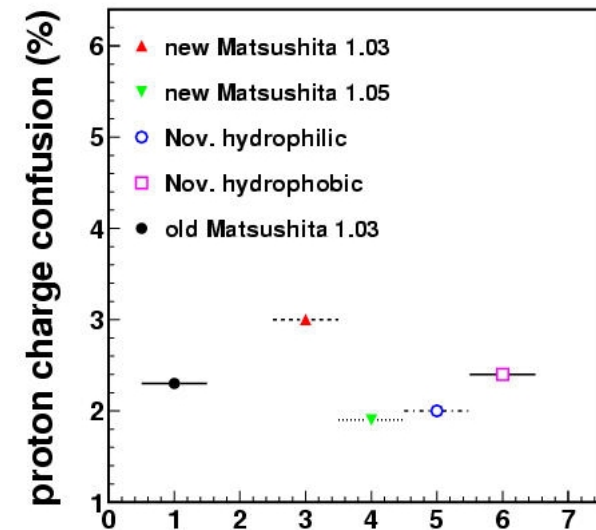 proton charge confusion (%)
6
5
4
3
2
1
new Matsushita 1.03
new Matsushita 1.05
Nov. hydrophilic
Nov. hydrophobic
old Matsushita 1.03
0 1 2 3 4 5 6 7